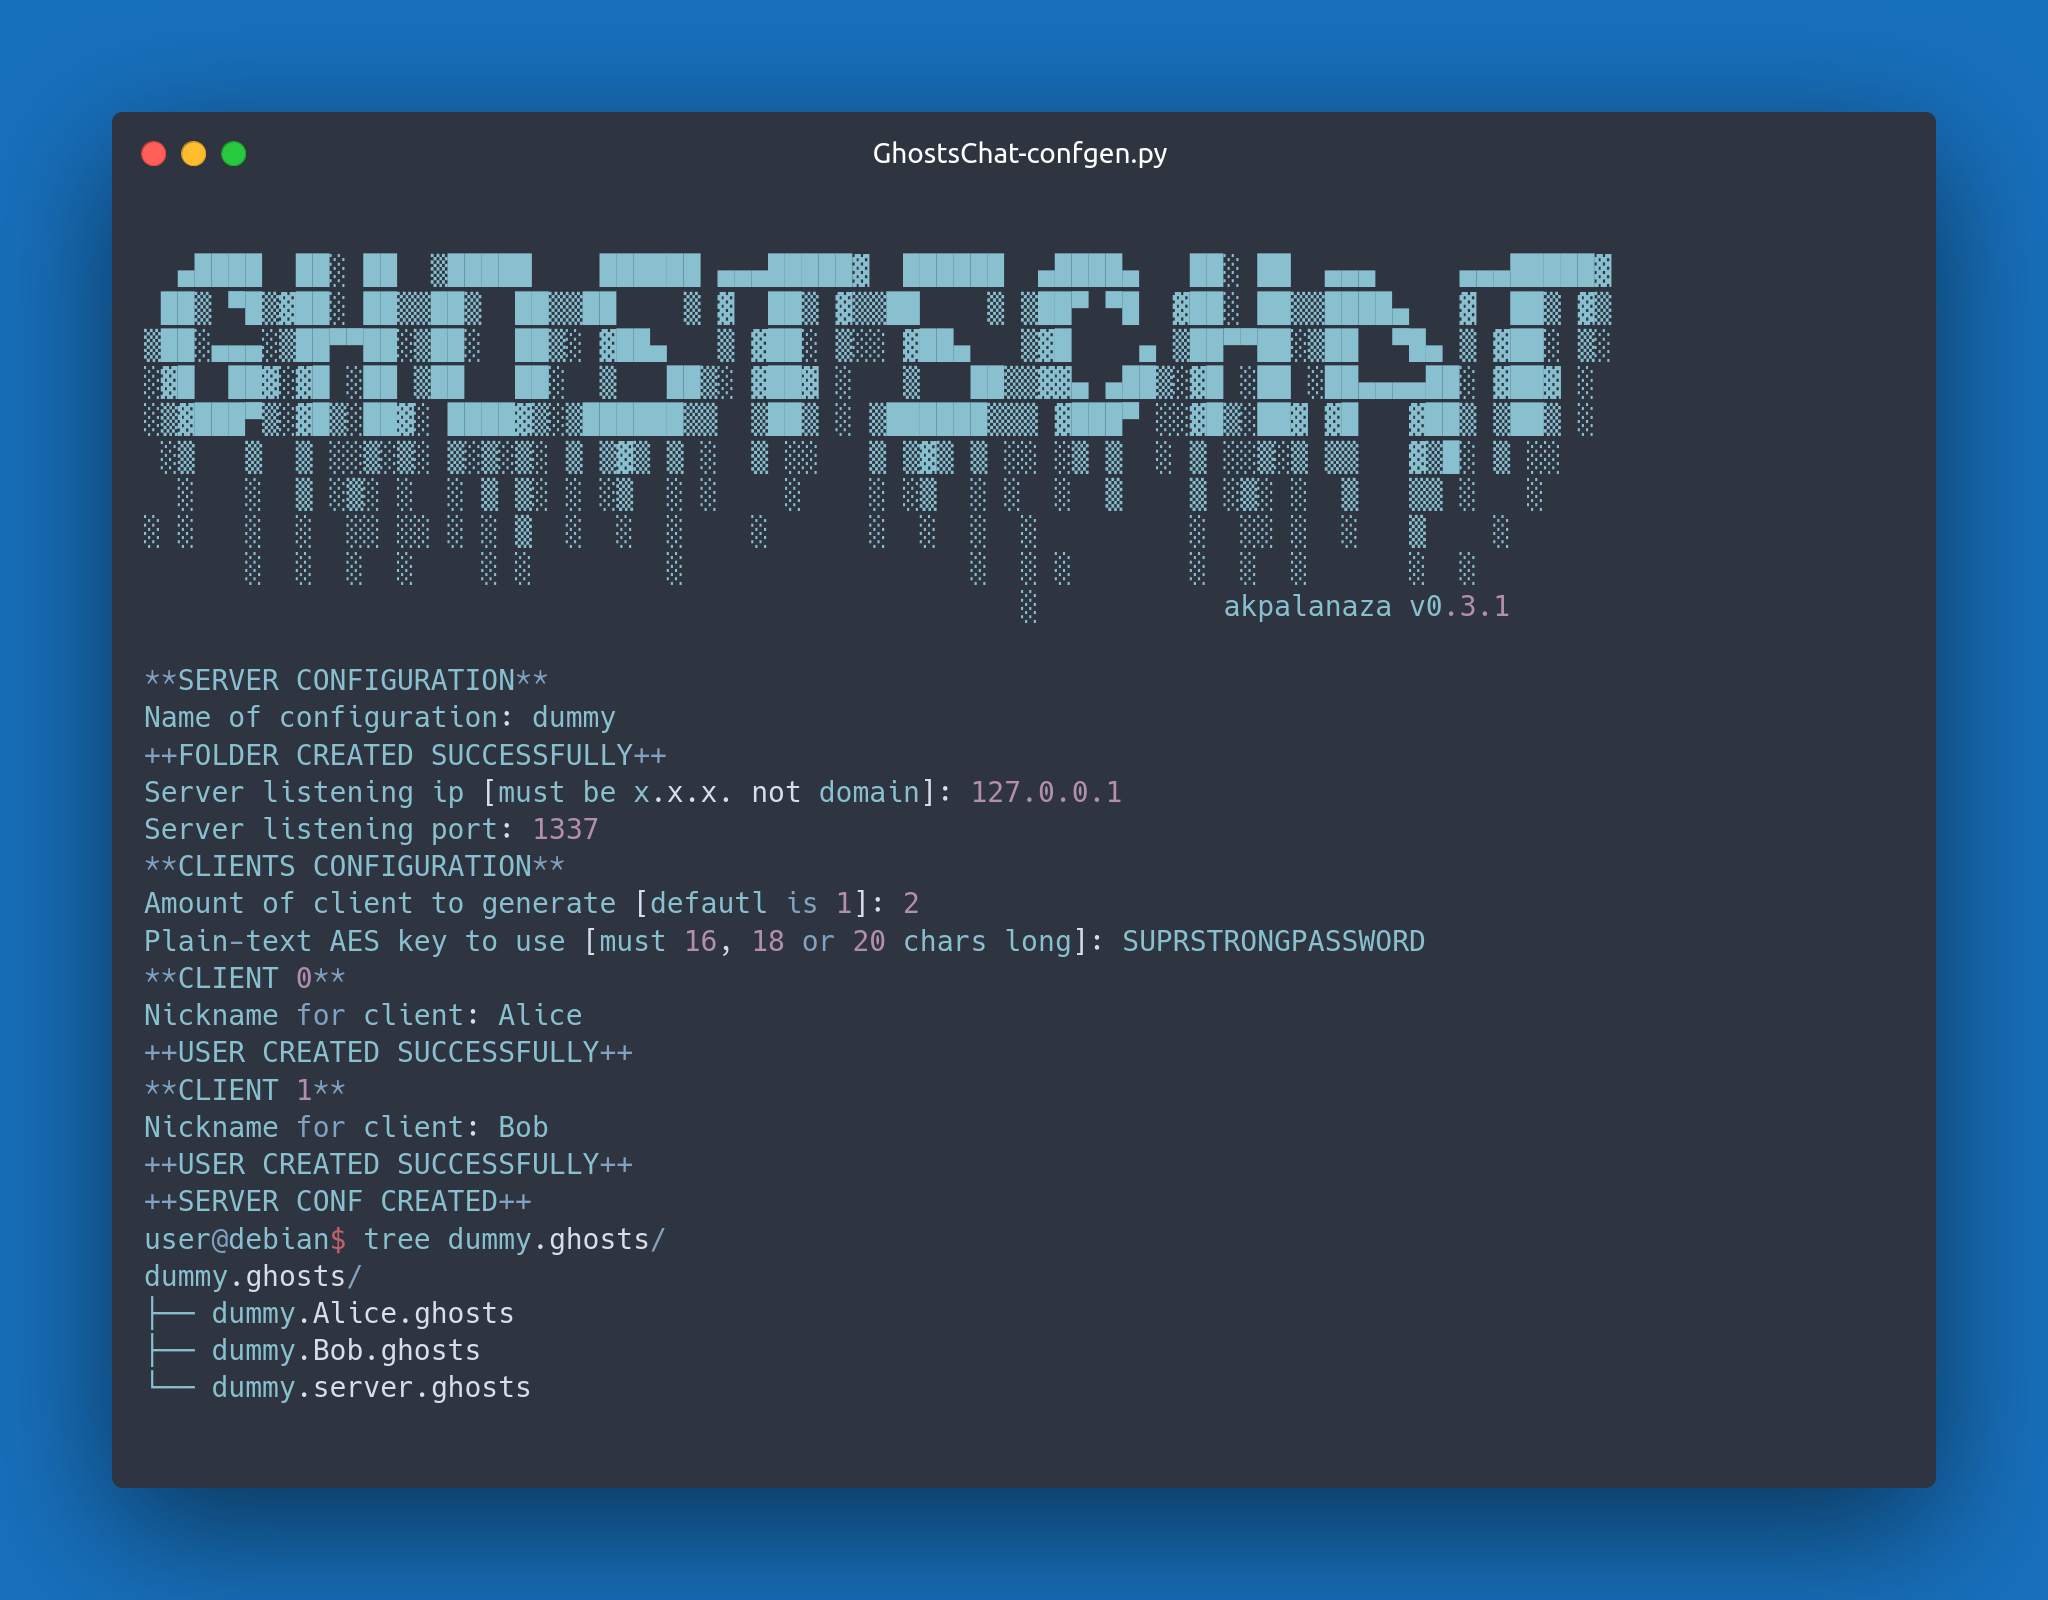 GhostsChat-confgen.py
GHOSTSCHAT
akpalanaza v0.3.1
**SERVER CONFIGURATION**
Name of configuration: dummy
++FOLDER CREATED SUCCESSFULLY++
Server listening ip [must be x.x.x. not domain]: 127.0.0.1
Server listening port: 1337
**CLIENTS CONFIGURATION**
Amount of client to generate [defautl is 1]: 2
Plain-text AES key to use [must 16, 18 or 20 chars long]: SUPRSTRONGPASSWORD
**CLIENT 0**
Nickname for client: Alice
++USER CREATED SUCCESSFULLY++
**CLIENT 1**
Nickname for client: Bob
++USER CREATED SUCCESSFULLY++
++SERVER CONF CREATED++
user@debian$ tree dummy.ghosts/
dummy.ghosts/
├── dummy.Alice.ghosts
├── dummy.Bob.ghosts
└── dummy.server.ghosts